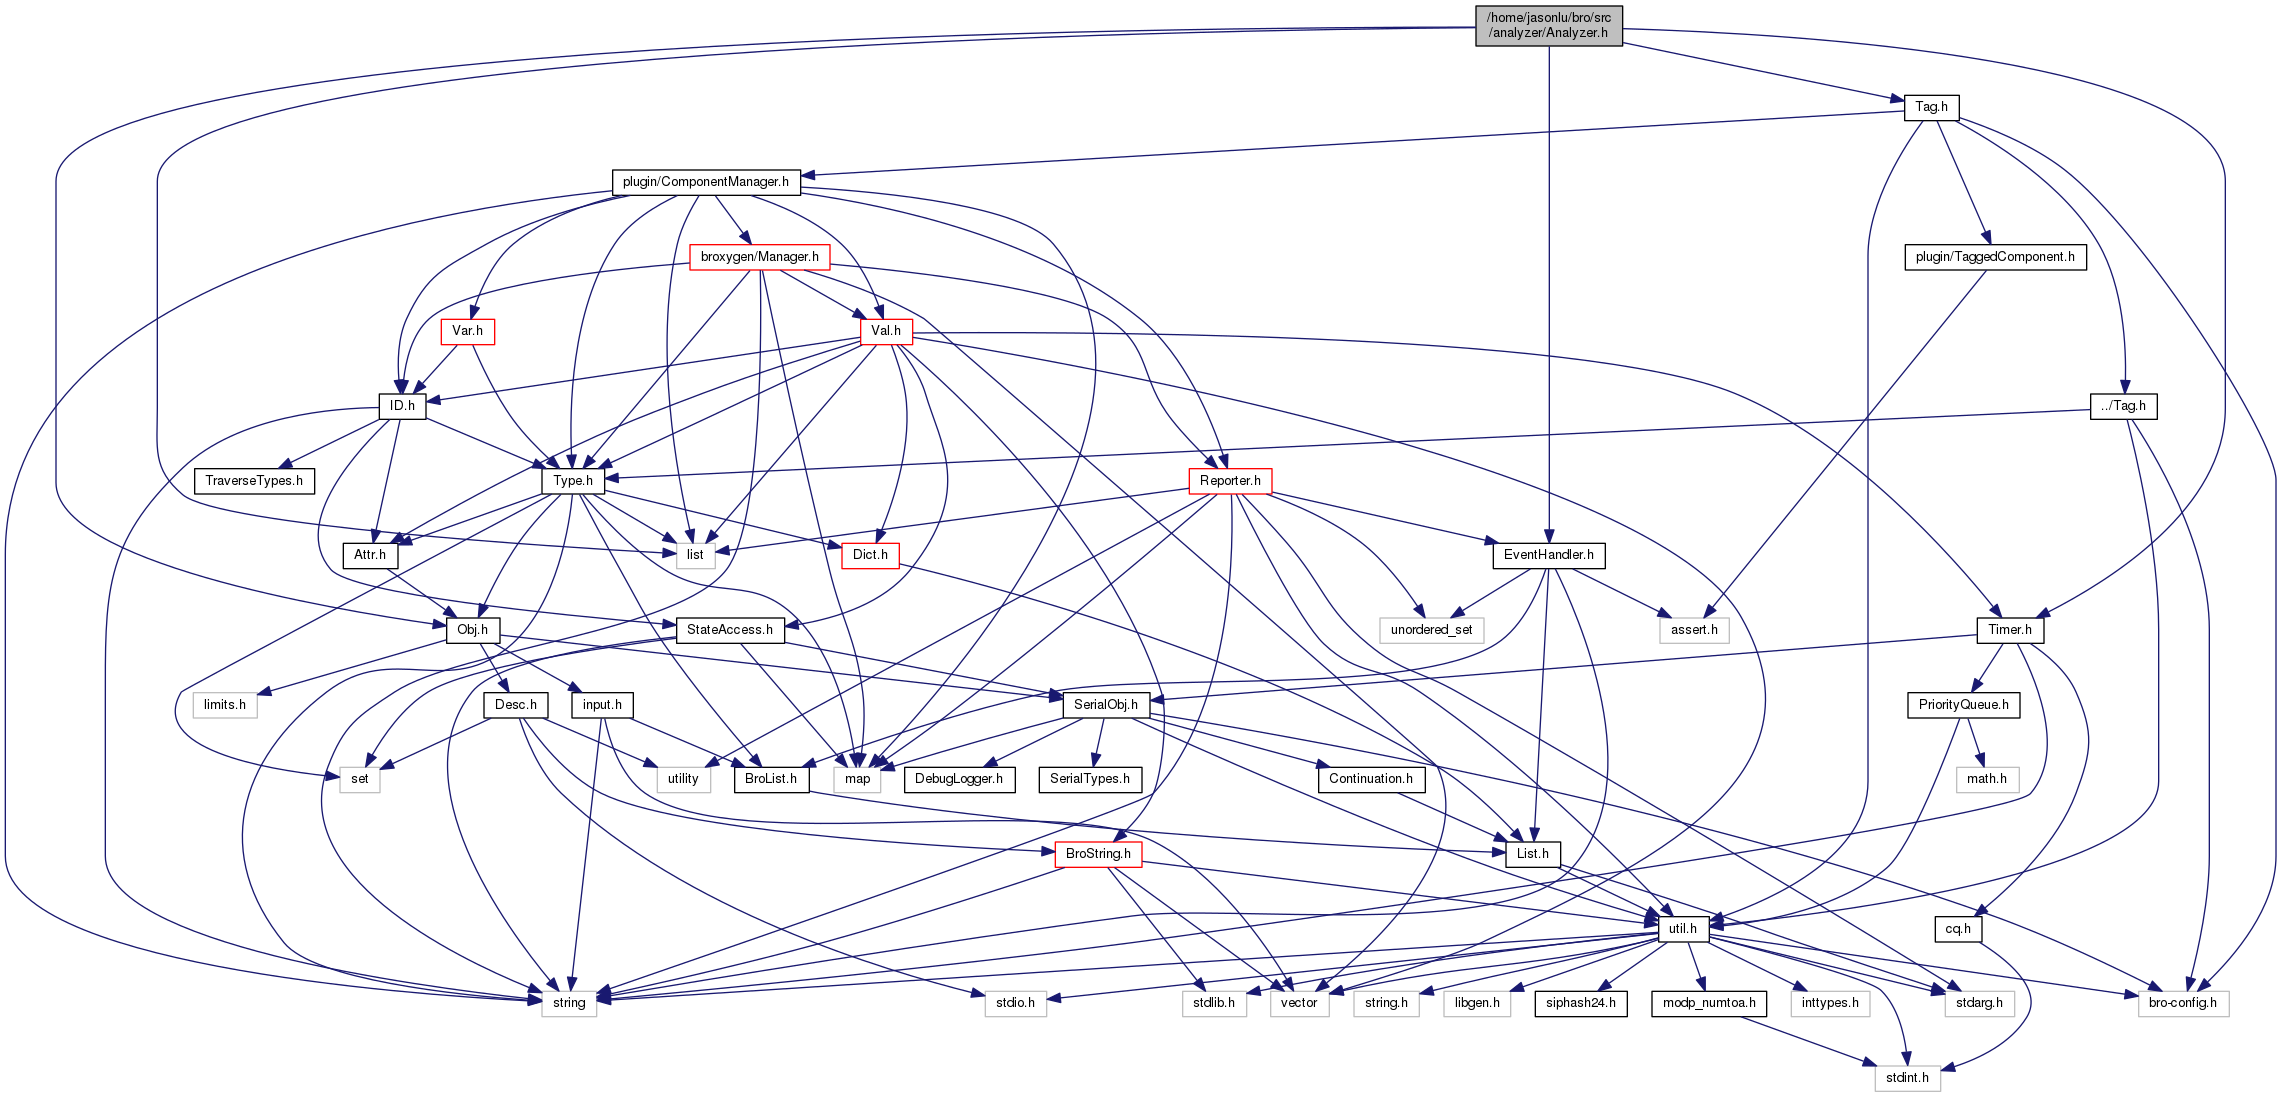 /home/jasonlu/bro/src
/analyzer/Analyzer.h
Tag.h
plugin/ComponentManager.h
broxygen/Manager.h
plugin/TaggedComponent.h
Var.h
Val.h
ID.h
../Tag.h
TraverseTypes.h
Type.h
Reporter.h
Attr.h
list
Dict.h
EventHandler.h
Obj.h
StateAccess.h
unordered_set
assert.h
Timer.h
limits.h
Desc.h
input.h
SerialObj.h
PriorityQueue.h
set
utility
BroList.h
map
DebugLogger.h
SerialTypes.h
Continuation.h
math.h
BroString.h
List.h
util.h
cq.h
string
stdio.h
stdlib.h
vector
string.h
libgen.h
siphash24.h
modp_numtoa.h
inttypes.h
stdarg.h
bro-config.h
stdint.h